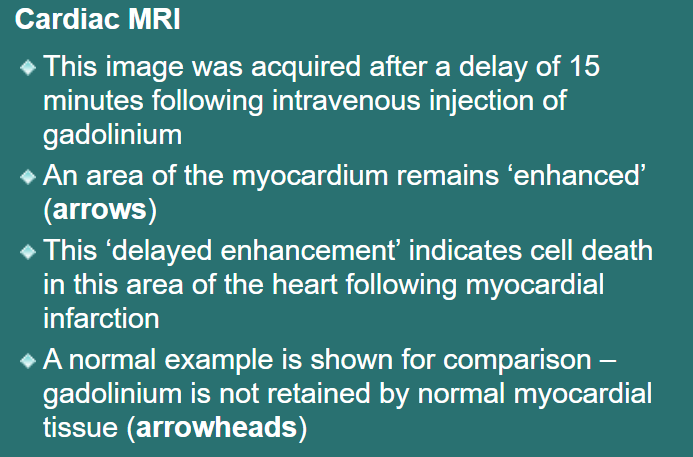 Cardiac MRI
This image was acquired after a delay of 15
minutes following intravenous injection of
gadolinium
An area of the myocardium remains ‘enhanced’
(arrows)
This ‘delayed enhancement’ indicates cell death
in this area of the heart following myocardial
infarction
A normal example is shown for comparison –
gadolinium is not retained by normal myocardial
tissue (arrowheads)